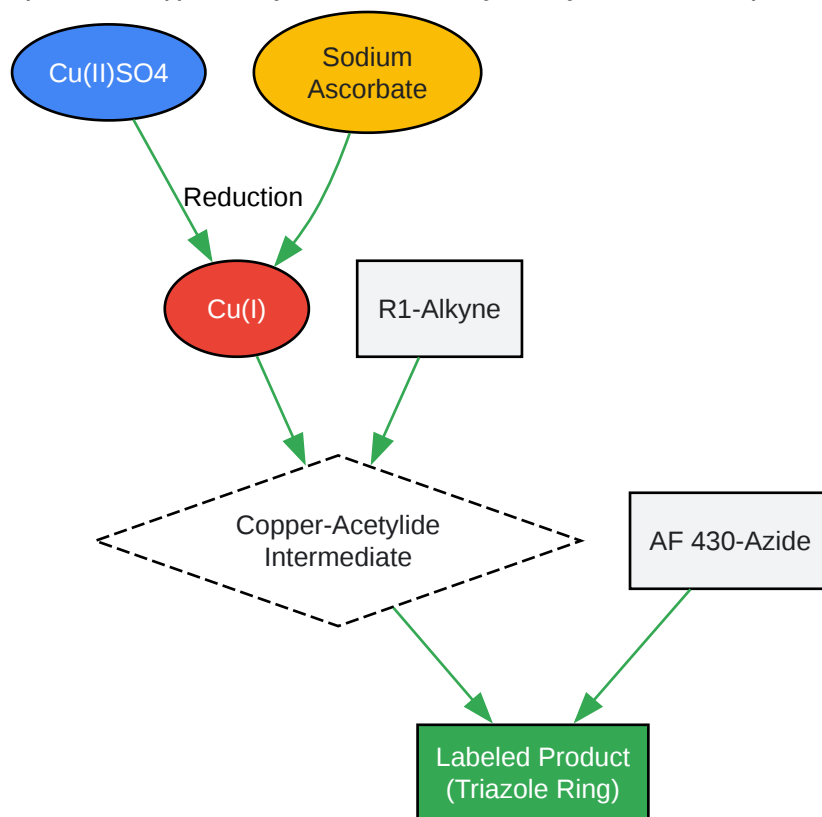 Cu(II)SO4
Sodium
Ascorbate
Reduction
Cu(I)
R1-Alkyne
Copper-Acetylide
Intermediate
AF 430-Azide
Labeled Product
(Triazole Ring)